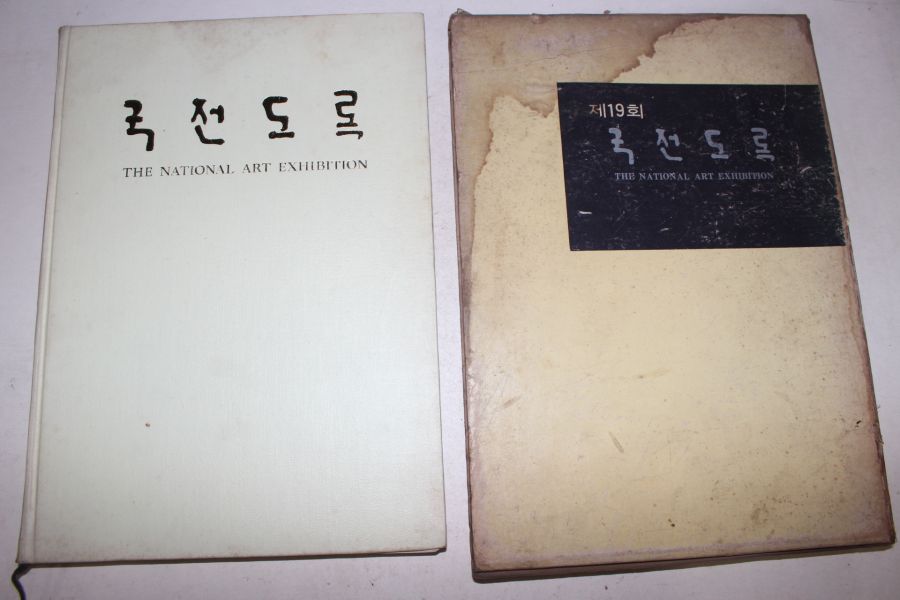 국전도록
THE NATIONAL ART EXHIBITION
제19회
국전도록
THE NATIONAL ART EXHIBITION